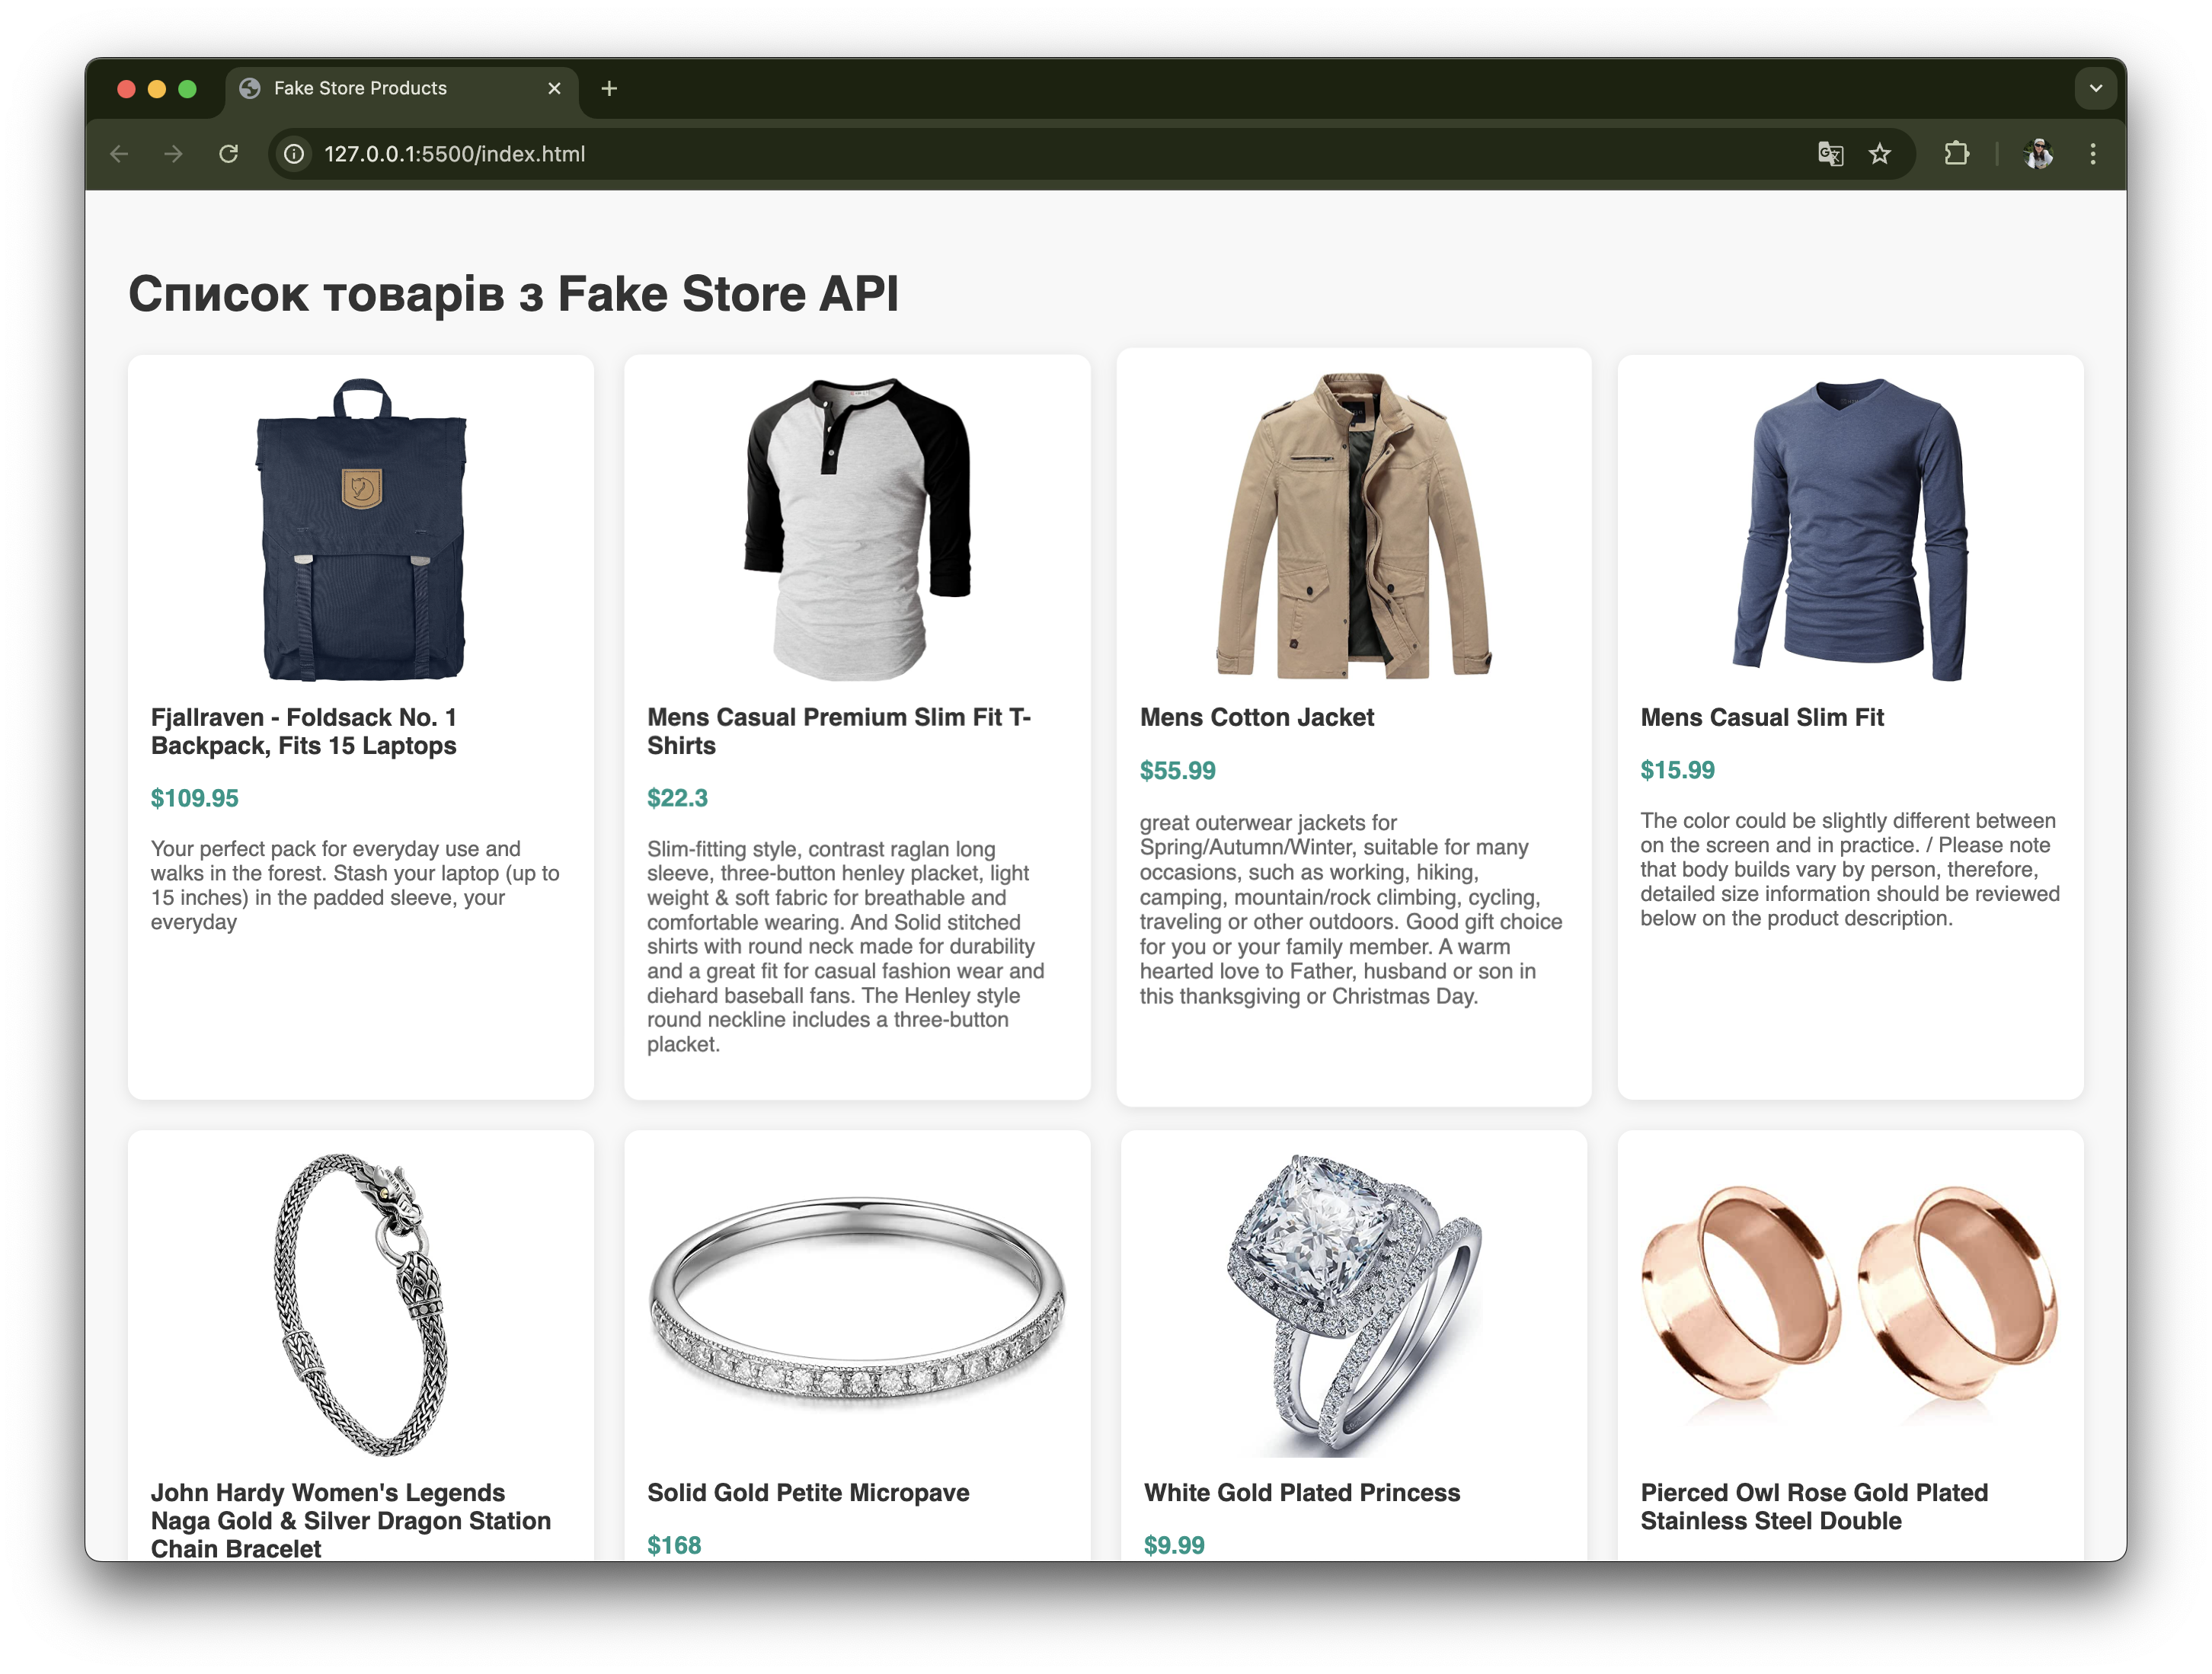 Fake Store Products
127.0.0.1:5500/index.html
Список товарів з Fake Store API
Fjallraven - Foldsack No. 1
Backpack, Fits 15 Laptops
$109.95
Your perfect pack for everyday use and
walks in the forest. Stash your laptop (up to
15 inches) in the padded sleeve, your
everyday
Mens Casual Premium Slim Fit T-
Shirts
$22.3
Slim-fitting style, contrast raglan long
sleeve, three-button henley placket, light
weight & soft fabric for breathable and
comfortable wearing. And Solid stitched
shirts with round neck made for durability
and a great fit for casual fashion wear and
diehard baseball fans. The Henley style
round neckline includes a three-button
placket.
Mens Cotton Jacket
$55.99
great outerwear jackets for
Spring/Autumn/Winter, suitable for many
occasions, such as working, hiking,
camping, mountain/rock climbing, cycling,
traveling or other outdoors. Good gift choice
for you or your family member. A warm
hearted love to Father, husband or son in
this thanksgiving or Christmas Day.
Mens Casual Slim Fit
$15.99
The color could be slightly different between
on the screen and in practice. / Please note
that body builds vary by person, therefore,
detailed size information should be reviewed
below on the product description.
John Hardy Women's Legends
Naga Gold & Silver Dragon Station
Chain Bracelet
Solid Gold Petite Micropave
$168
White Gold Plated Princess
$9.99
Pierced Owl Rose Gold Plated
Stainless Steel Double